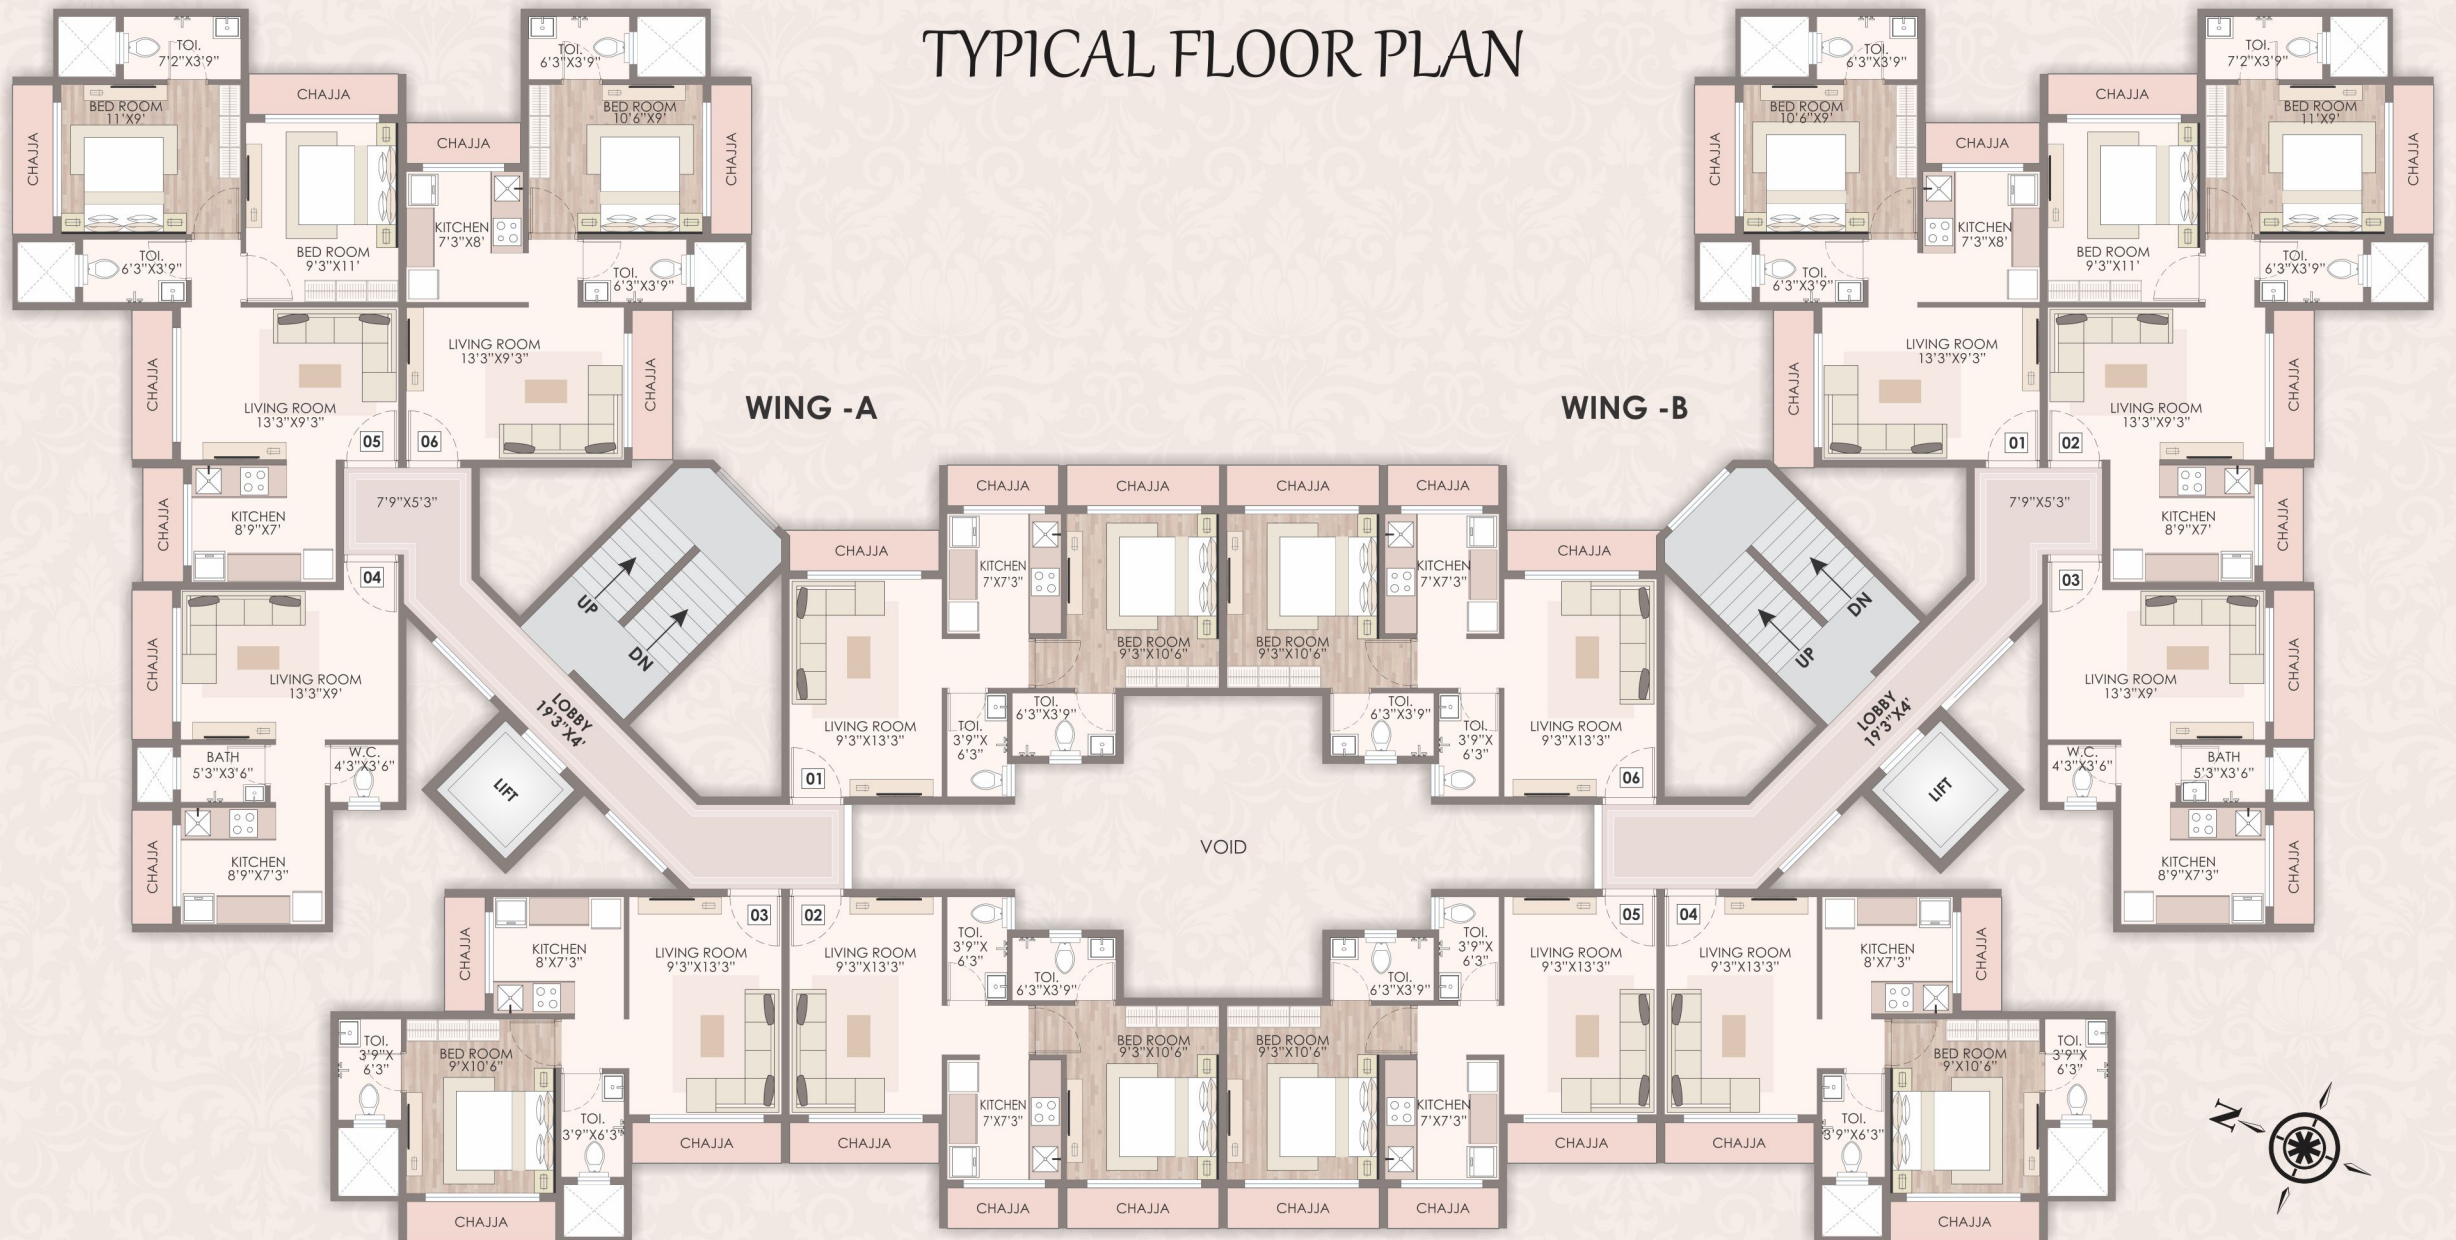 TYPICAL FLOOR PLAN
TOI.
7'2"X3'9"
BED ROOM
11'X9'
CHAJJA
CHAJJA
BED ROOM
9'3"X11'
TOI.
6'3"X3'9"
CHAJJA
LIVING ROOM
13'3"X9'3"
05
CHAJJA
KITCHEN
8'9"X7'
TOI.
6'3"X3'9"
BED ROOM
10'6"X9'
CHAJJA
CHAJJA
KITCHEN
7'3"X8'
TOI.
6'3"X3'9"
LIVING ROOM
13'3"X9'3"
CHAJJA
06
WING -A
7'9"X5'3"
04
CHAJJA
LIVING ROOM
13'3"X9'
BATH
5'3"X3'6"
W.C.
4'3"X3'6"
CHAJJA
KITCHEN
8'9"X7'3"
UP
DN
LOBBY
19'3"X4'
LIFT
CHAJJA
LIVING ROOM
9'3"X13'3"
01
CHAJJA
KITCHEN
7'X7'3"
CHAJJA
BED ROOM
9'3"X10'6"
TOI.
3'9"X
6'3"
TOI.
6'3"X3'9"
03
LIVING ROOM
9'3"X13'3"
CHAJJA
KITCHEN
8'X7'3"
CHAJJA
TOI.
3'9"X
6'3"
BED ROOM
9'X10'6"
TOI.
3'9"X6'3"
CHAJJA
02
LIVING ROOM
9'3"X13'3"
CHAJJA
TOI.
3'9"X
6'3"
TOI.
6'3"X3'9"
BED ROOM
9'3"X10'6"
KITCHEN
7'X7'3"
CHAJJA
CHAJJA
VOID
WING -B
TOI.
6'3"X3'9"
BED ROOM
10'6"X9'
CHAJJA
CHAJJA
KITCHEN
7'3"X8'
TOI.
6'3"X3'9"
CHAJJA
LIVING ROOM
13'3"X9'3"
01
TOI.
7'2"X3'9"
BED ROOM
11'X9'
CHAJJA
CHAJJA
BED ROOM
9'3"X11'
TOI.
6'3"X3'9"
LIVING ROOM
13'3"X9'3"
CHAJJA
02
KITCHEN
8'9"X7'
CHAJJA
7'9"X5'3"
03
LIVING ROOM
13'3"X9'
CHAJJA
W.C.
4'3"X3'6"
BATH
5'3"X3'6"
KITCHEN
8'9"X7'3"
CHAJJA
DN
UP
LOBBY
19'3"X4'
LIFT
CHAJJA
CHAJJA
CHAJJA
BED ROOM
9'3"X10'6"
KITCHEN
7'X7'3"
TOI.
6'3"X3'9"
TOI.
3'9"X
6'3"
LIVING ROOM
9'3"X13'3"
06
05
LIVING ROOM
9'3"X13'3"
TOI.
3'9"X
6'3"
TOI.
6'3"X3'9"
BED ROOM
9'3"X10'6"
KITCHEN
7'X7'3"
CHAJJA
CHAJJA
CHAJJA
04
LIVING ROOM
9'3"X13'3"
CHAJJA
KITCHEN
8'X7'3"
CHAJJA
BED ROOM
9'X10'6"
TOI.
3'9"X
6'3"
TOI.
3'9"X6'3"
CHAJJA
N